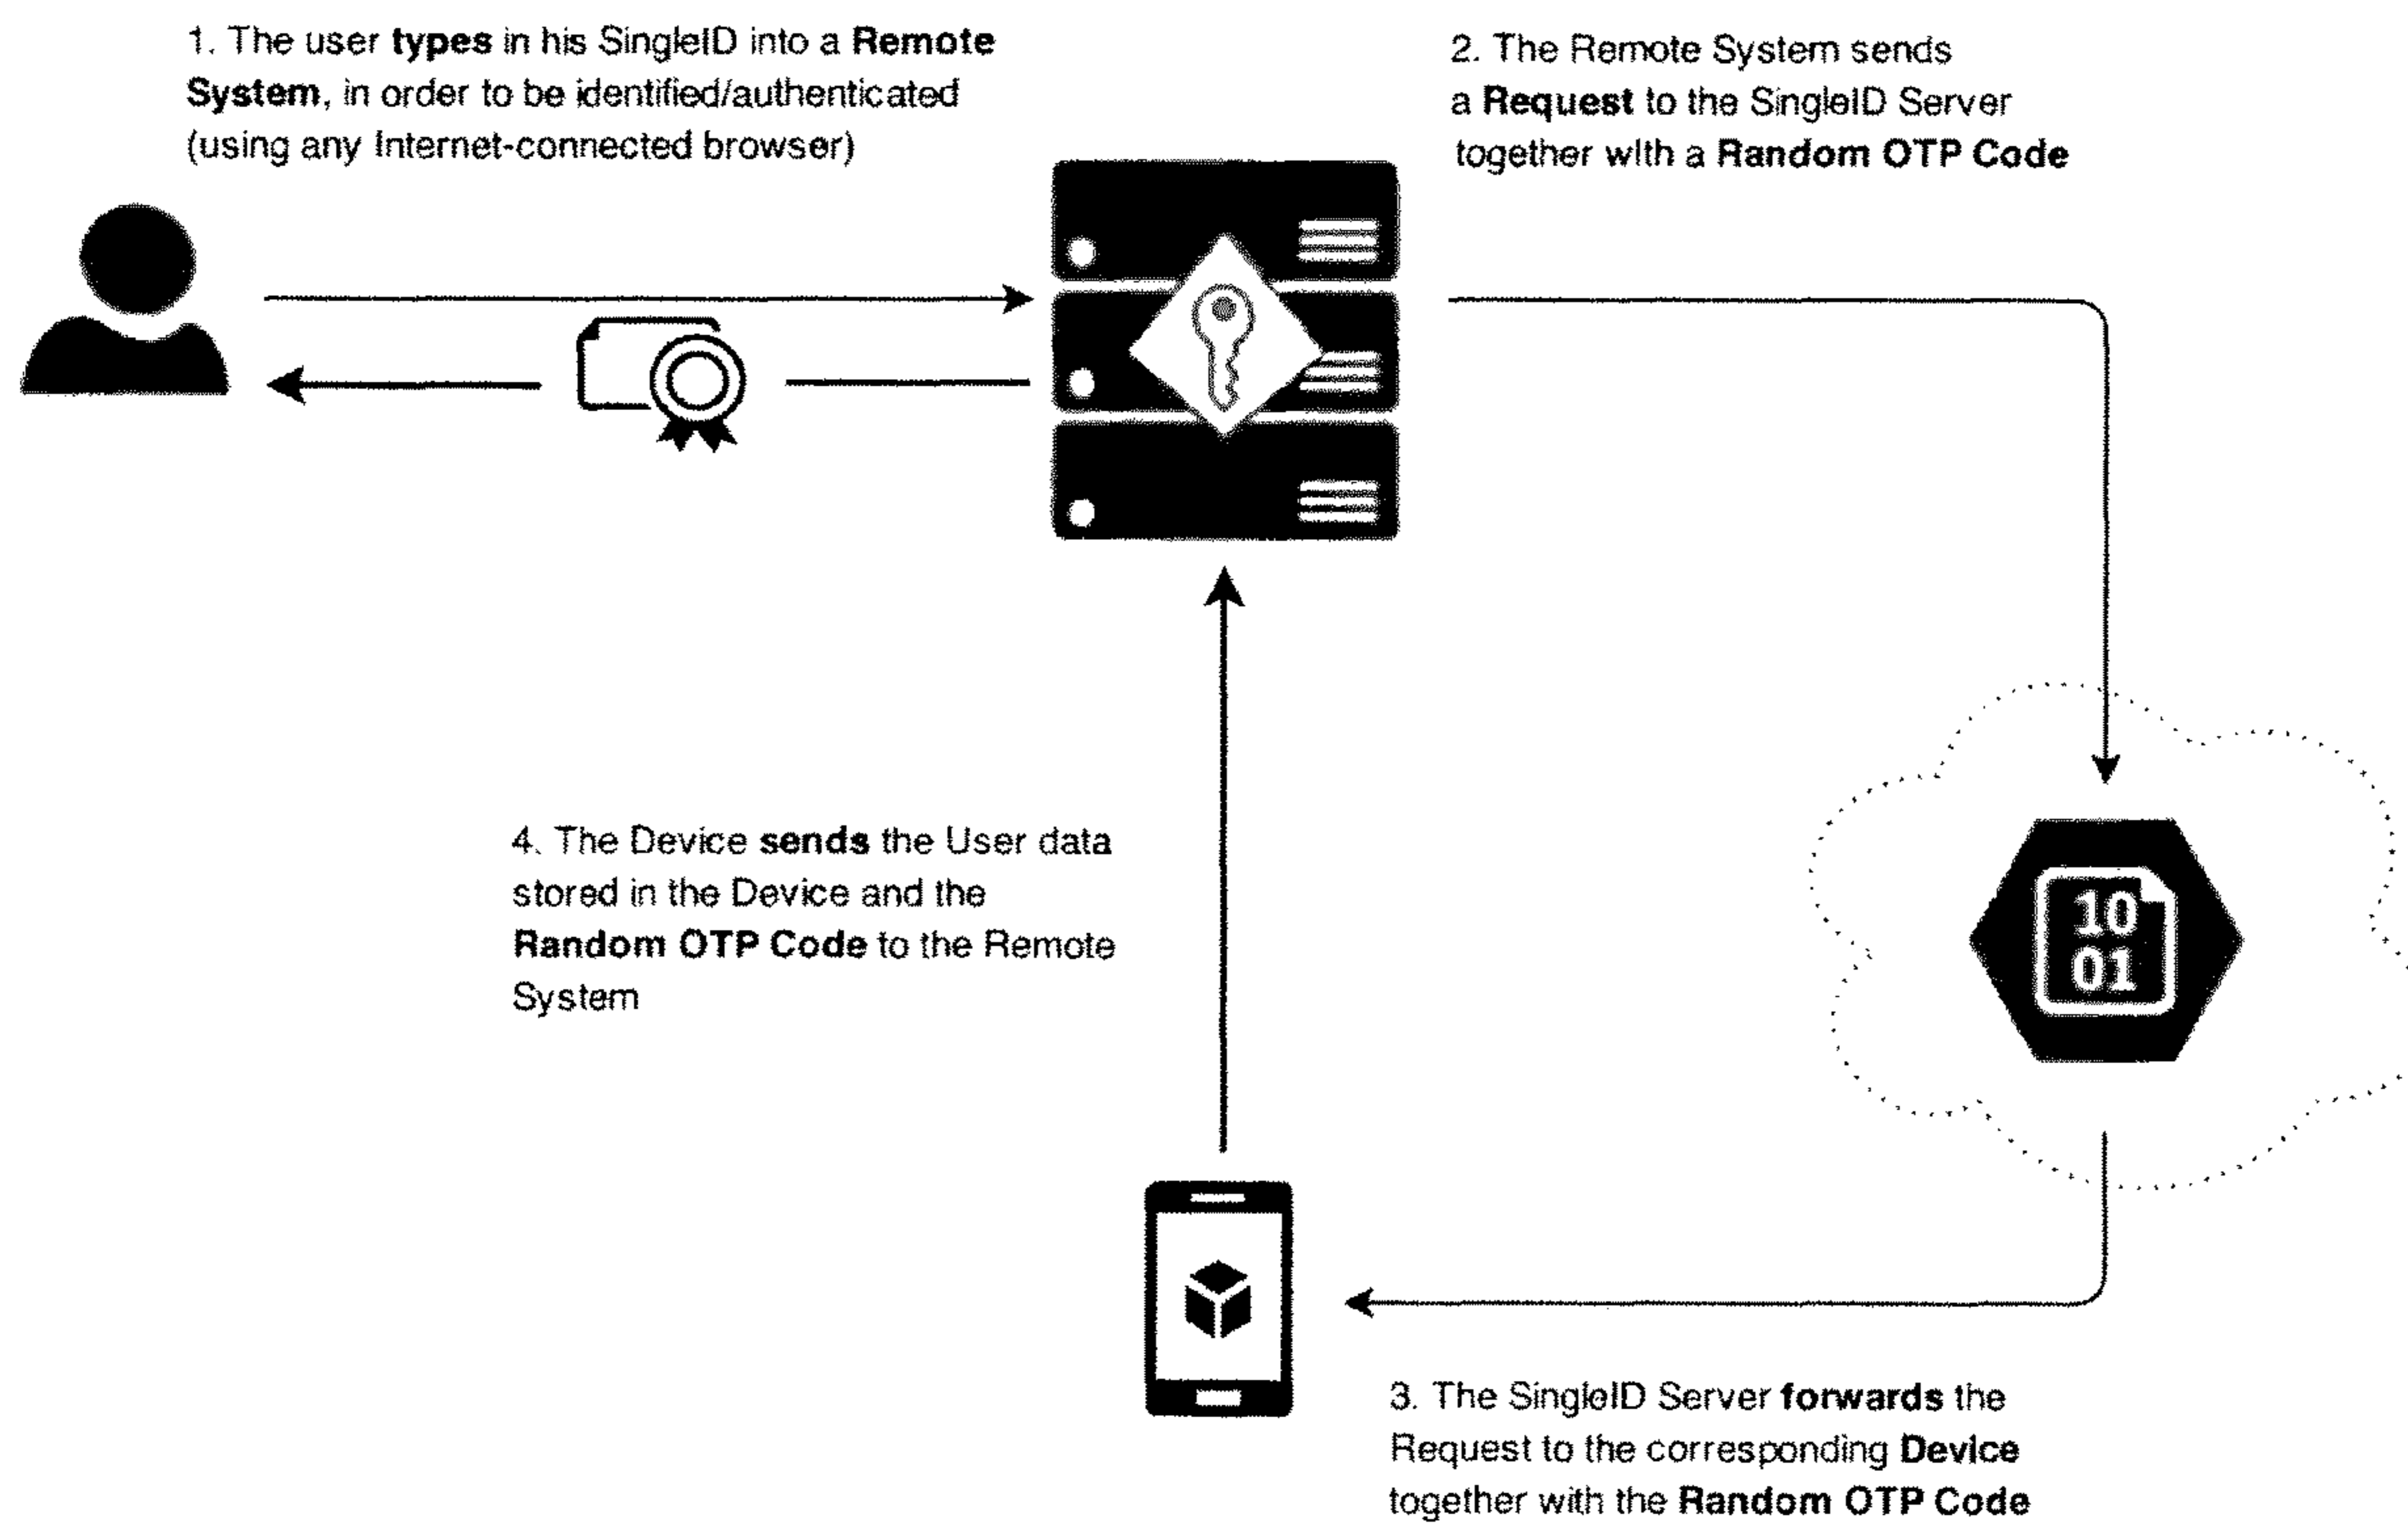 1. The user types in his SingleID into a Remote
System, in order to be identified/authenticated
(using any Internet-connected browser)
2. The Remote System sends
a Request to the SingleID Server
together with a Random OTP Code
4. The Device sends the User data
stored in the Device and the
Random OTP Code to the Remote
System
10
01
3. The SingleID Server forwards the
Request to the corresponding Device
together with the Random OTP Code